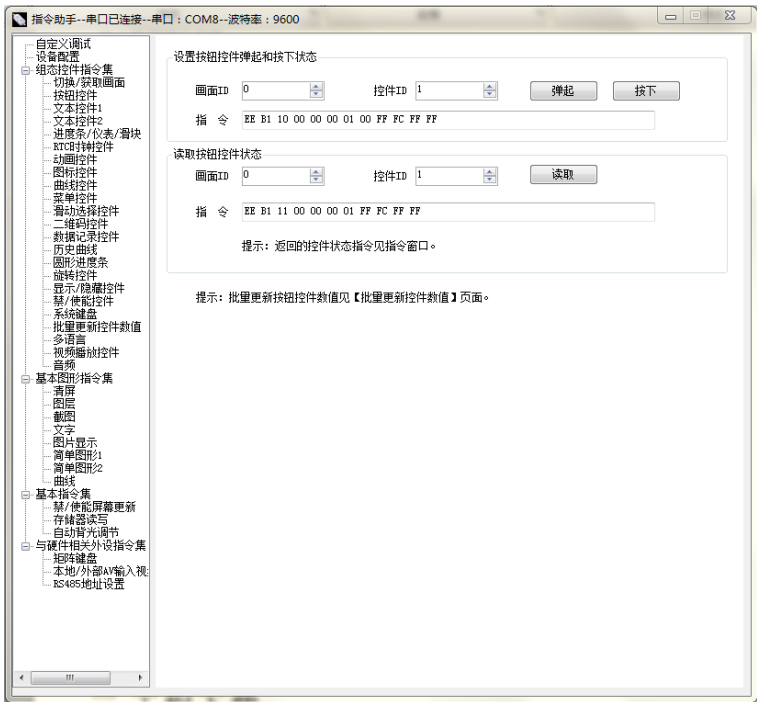 指令助手--串口已连接--串口：COM8--波特率：9600
自定义调试
设备配置
组态控件指令集
切换/获取画面
按钮控件
文本控件1
文本控件2
进度条/仪表/滑块
RTC时钟控件
动画控件
图标控件
曲线控件
菜单控件
滑动选择控件
二维码控件
数据记录控件
历史曲线
圆形进度条
旋转控件
显示/隐藏控件
禁/使能控件
系统键盘
批量更新控件数值
多语言
视频播放控件
音频
基本图形指令集
清屏
图层
截图
文字
图片显示
简单图形1
简单图形2
曲线
基本指令集
禁/使能屏幕更新
存储器读写
自动背光调节
与硬件相关外设指令集
矩阵键盘
本地/外部AV输入视
RS485地址设置
设置按钮控件弹起和按下状态
画面ID 0 控件ID 1 弹起 按下
指 令 EE B1 10 00 00 00 01 00 FF FC FF FF
读取按钮控件状态
画面ID 0 控件ID 1 读取
指 令 EE B1 11 00 00 00 01 FF FC FF FF
提示：返回的控件状态指令见指令窗口。
提示：批量更新按钮控件数值见【批量更新控件数值】页面。